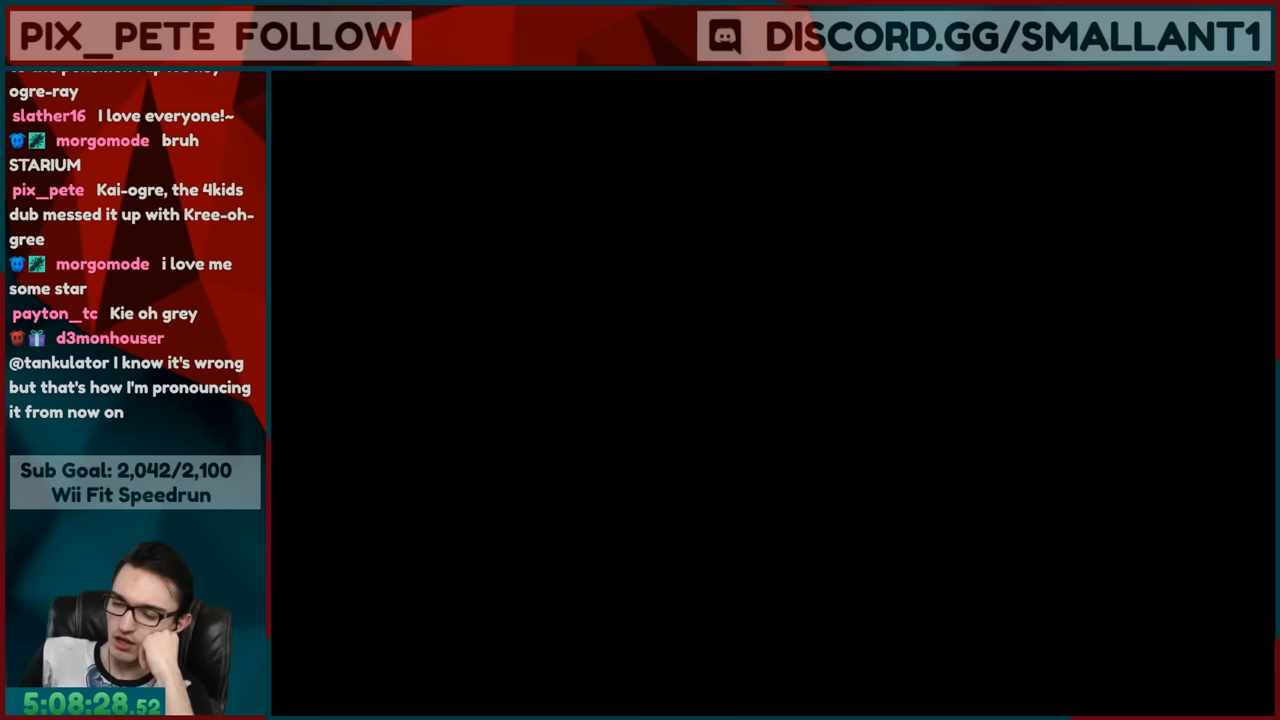 PIX_PETE FOLLOW
DISCORD.GG/SMALLANT1
ogre-ray
slather16 I love everyone!~
morgomode bruh
STARIUM
pix_pete Kai-ogre, the 4kids
dub messed it up with Kree-oh-
gree
morgomode i love me
some star
payton_tc Kie oh grey
d3monhouser
@tankulator I know it's wrong
but that's how I'm pronouncing
it from now on
Sub Goal: 2,042/2,100
Wii Fit Speedrun
5:08:28.52